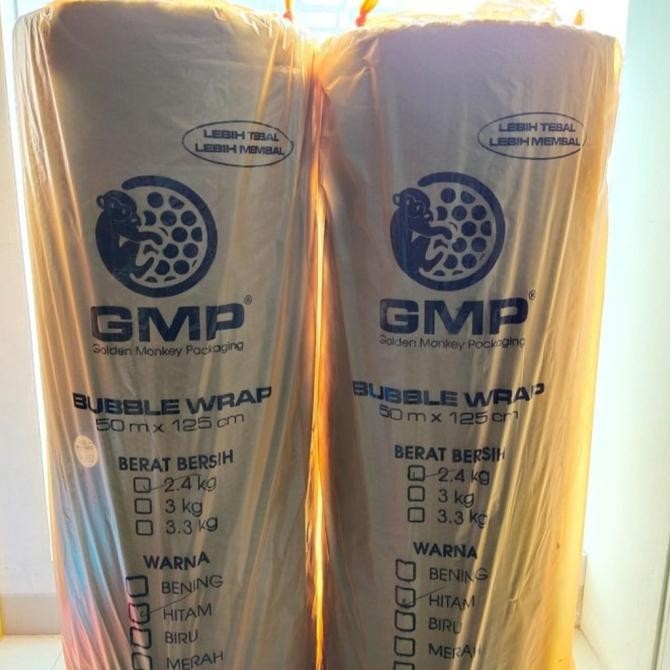 LEBIH TEBAL
LEBIH MEMBAL
GMP®
Golden Monkey Packaging
BUBBLE WRAP
50 m x 125 cm
BERAT BERSIH
2.4 kg
3 kg
3.3 kg
WARNA
BENING
HITAM
BIRU
MERAH
LEBIH TEBAL
LEBIH MEMBAL
GMP®
Golden Monkey Packaging
BUBBLE WRAP
50 m x 125 cm
BERAT BERSIH
2.4 kg
3 kg
3.3 kg
WARNA
BENING
HITAM
BIRU
MERAH